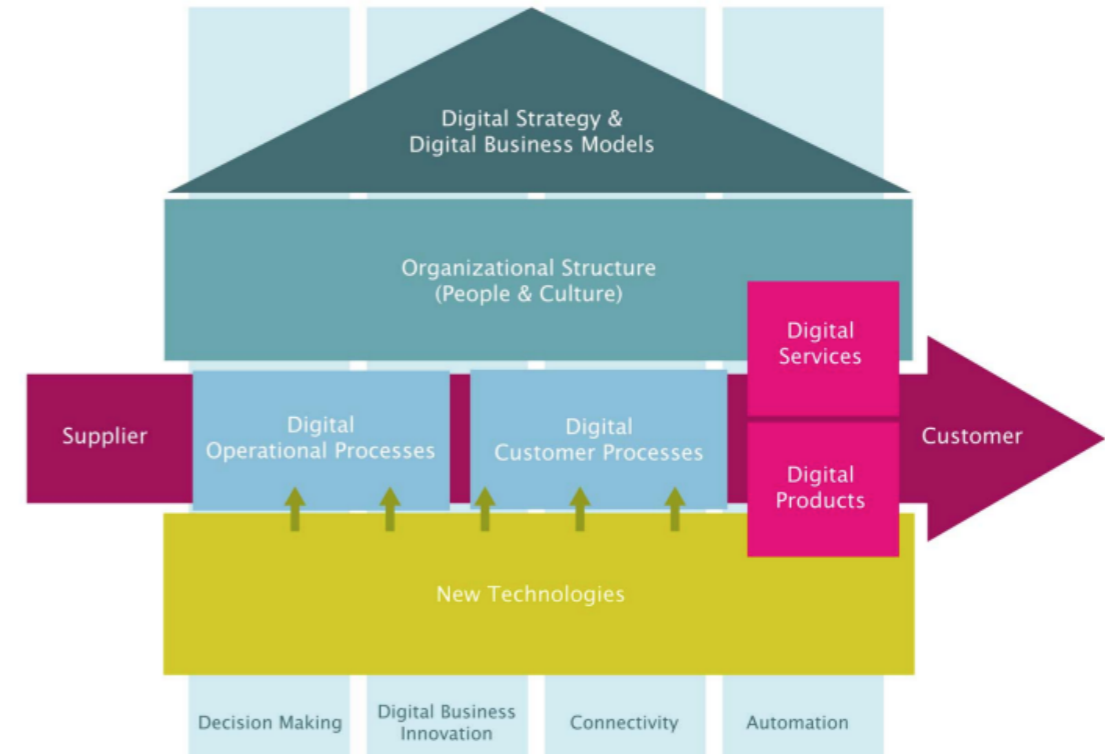 Digital Strategy &
Digital Business Models
Organizational Structure
(People & Culture)
Digital
Services
Supplier
Digital
Operational Processes
Digital
Customer Processes
Customer
Digital
Products
New Technologies
Decision Making
Digital Business
Innovation
Connectivity
Automation